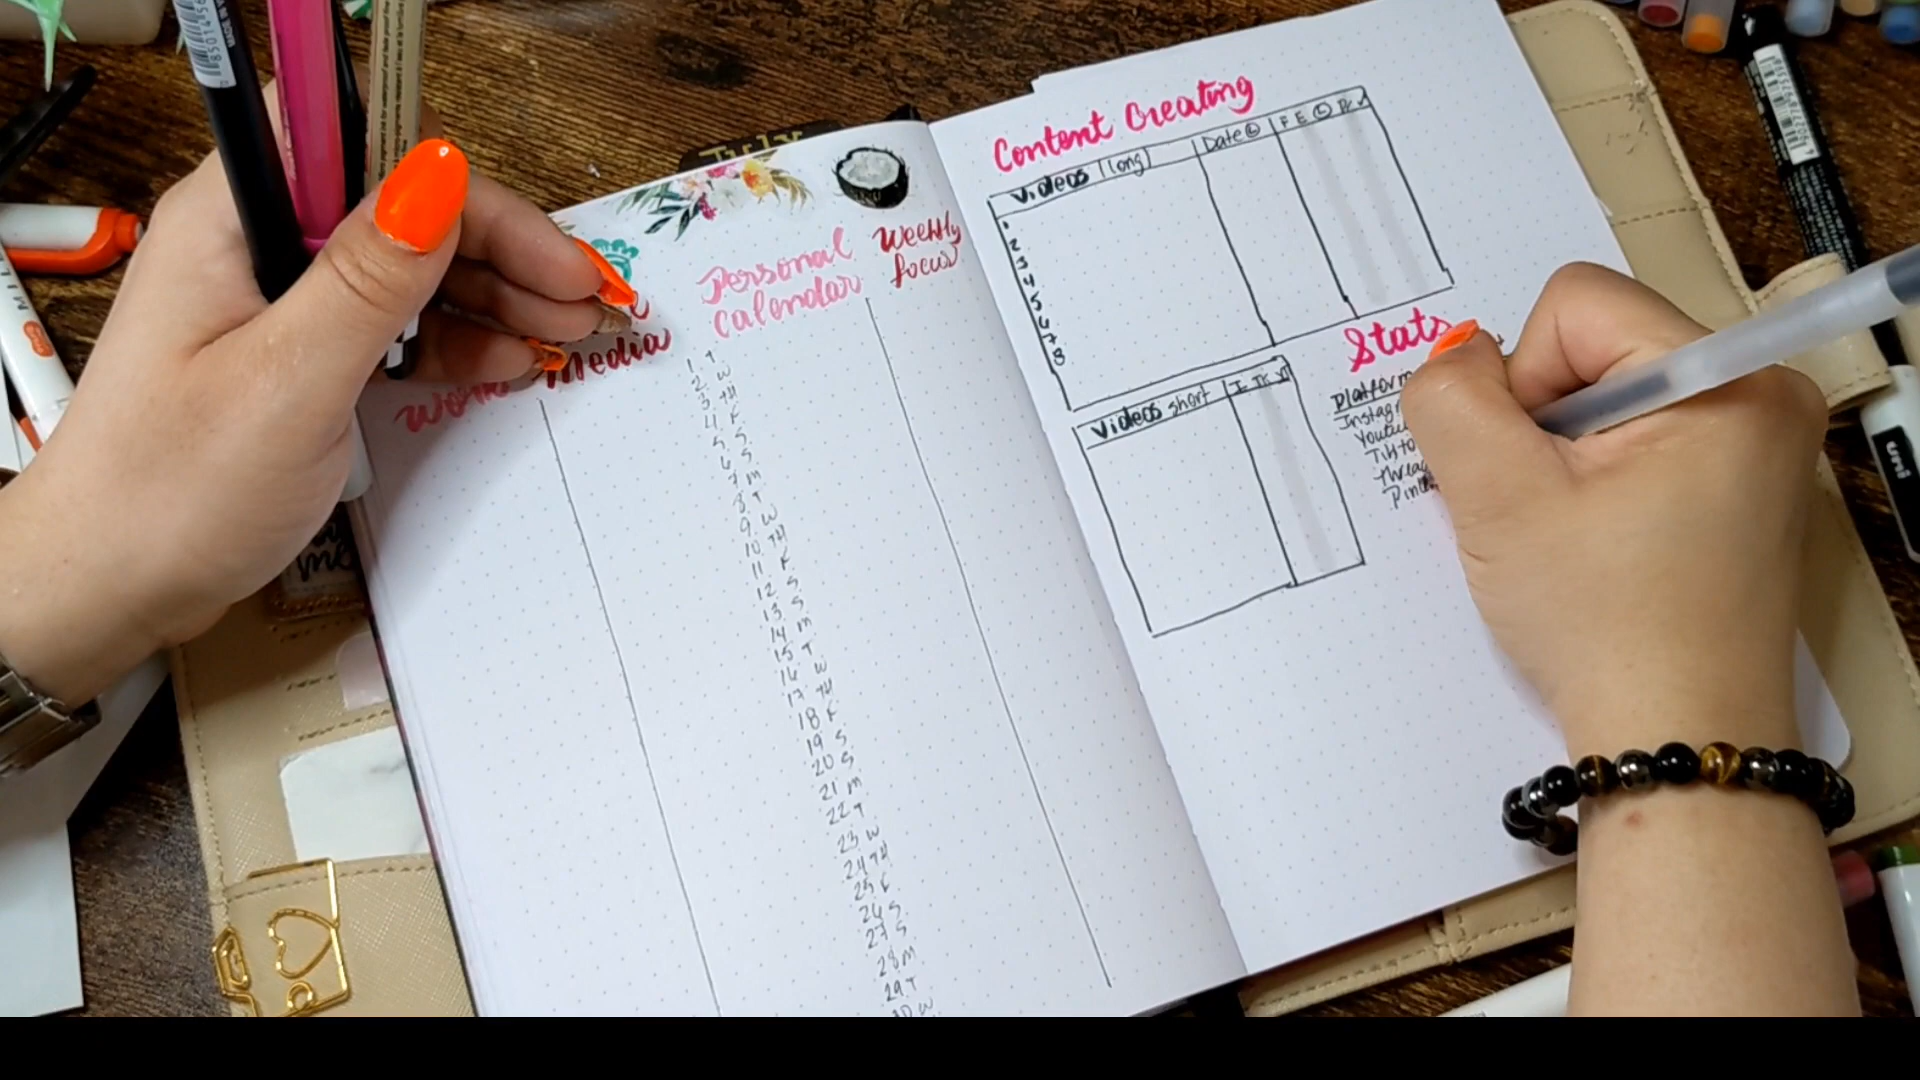 July
Work
Media
Personal
Calendar
Weekly
focus
1 T
2 W
3 TH
4 F
5 S
6 S
7 M
8 T
9 W
10 TH
11 F
12 S
13 S
14 M
15 T
16 W
17 TH
18 F
19 S
20 S
21 M
22 T
23 W
24 TH
25 F
26 S
27 S
28 M
29 T
30 W
Content Creating
Videos (long) Date F E
1
2
3
4
5
6
7
8
Videos short
Stats
Platform
uni
me